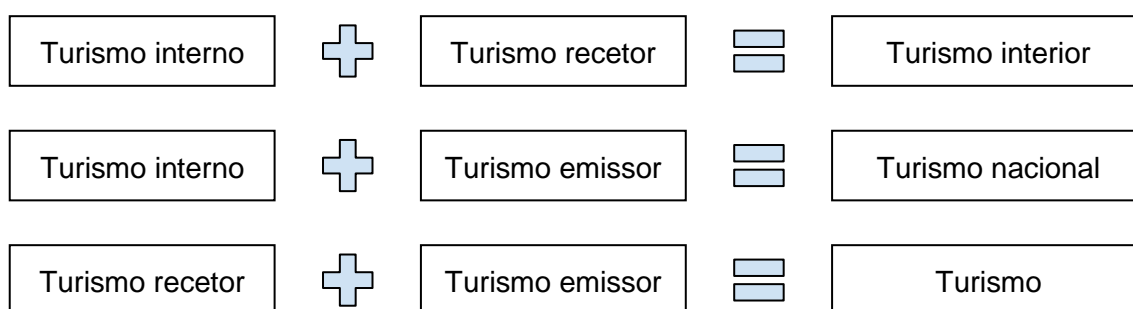 Turismo interno + Turismo recetor = Turismo interior
Turismo interno + Turismo emissor = Turismo nacional
Turismo recetor + Turismo emissor = Turismo